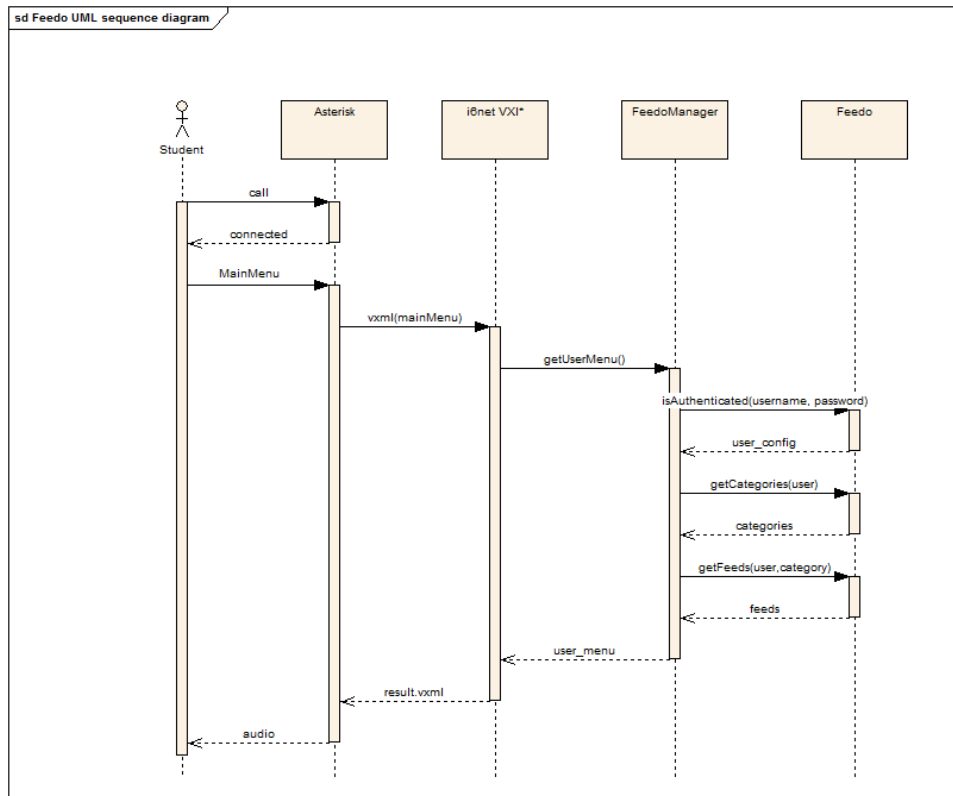 sd Feedo UML sequence diagram
Asterisk
i6net VXI*
FeedoManager
Feedo
Student
call
connected
MainMenu
vxml(mainMenu)
getUserMenu()
isAuthenticated(username, password)
user_config
getCategories(user)
categories
getFeeds(user,category)
feeds
user_menu
result.vxml
audio